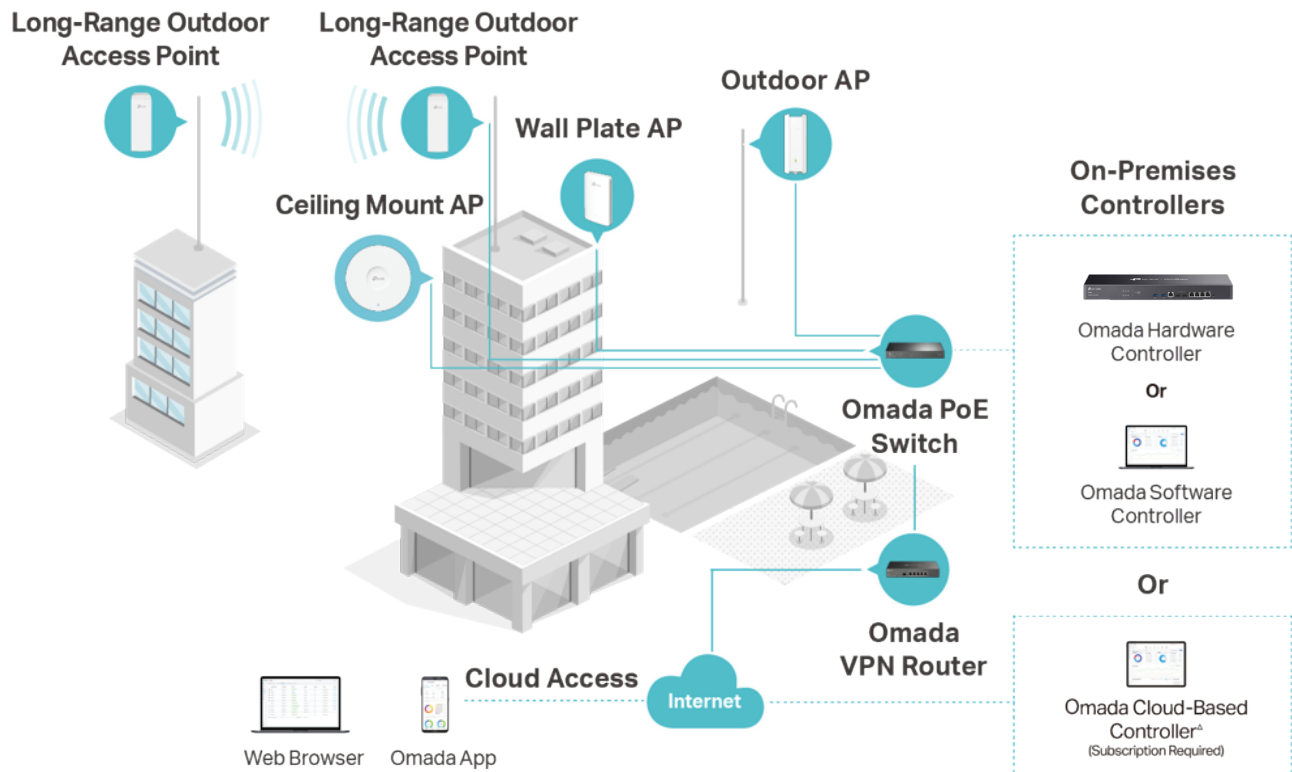 Long-Range Outdoor
Access Point
Long-Range Outdoor
Access Point
Outdoor AP
Wall Plate AP
Ceiling Mount AP
On-Premises
Controllers
Omada Hardware
Controller
Or
Omada Software
Controller
Omada PoE
Switch
Or
Omada
VPN Router
Cloud Access
Internet
Omada Cloud-Based
Controller△
(Subscription Required)
Web Browser
Omada App